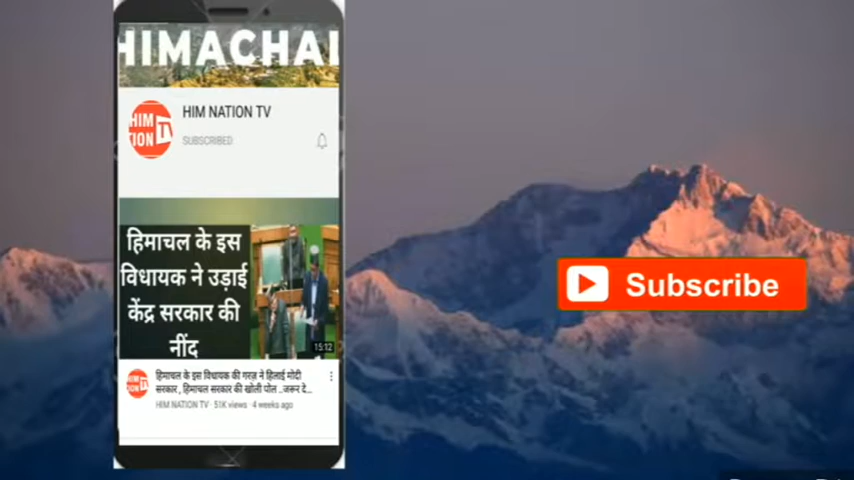 HIMACHAL
HIM NATION TV
HIM
NATION TV
SUBSCRIBED
हिमाचल के इस
विधायक ने उड़ाई
केंद्र सरकार की
नींद
15:12
हिमाचल के इस विधायक की गरज ने हिलाई मोदी
सरकार , हिमाचल सरकार की खोली पोल ..जरूर दे...
HIM NATION TV · 51K views · 4 weeks ago
HIM
NATION TV
Subscribe